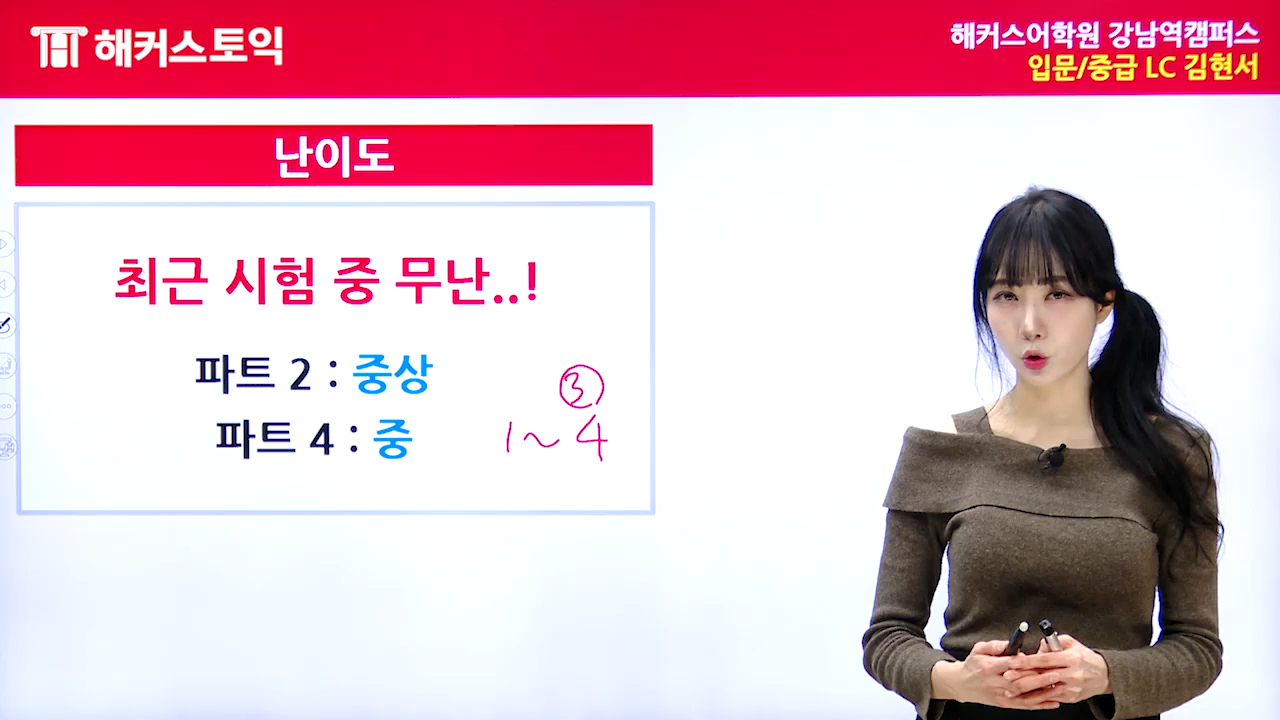 해커스토익
해커스어학원 강남역캠퍼스
입문/중급 LC 김현서
난이도
최근 시험 중 무난..!
파트 2 : 중상
③
파트 4 : 중
1~4